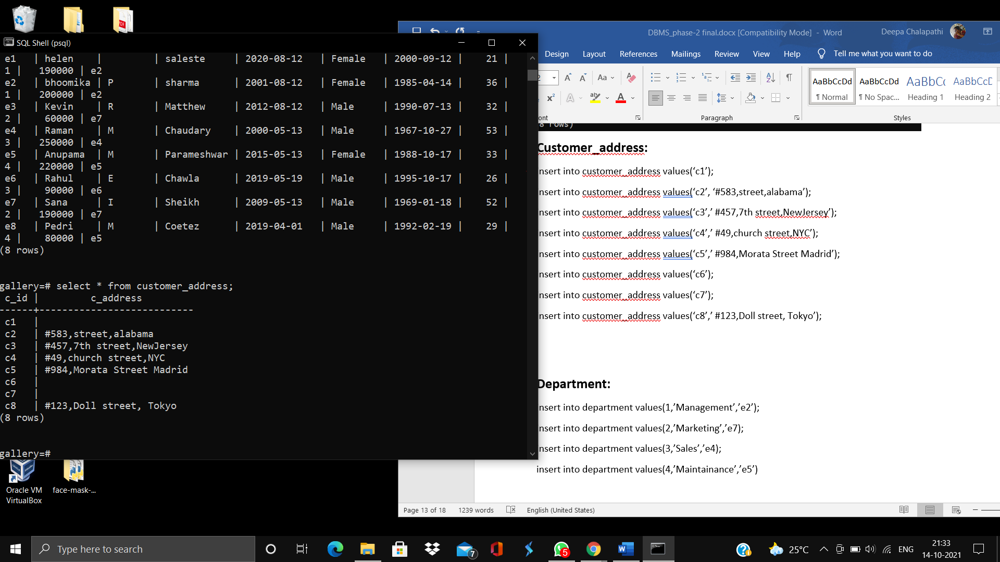 SQL Shell (psql)
e1   | helen     |         | saleste     | 2020-08-12   | Female   | 2000-09-12 |    21 |
1 |   190000 | e2
e2   | bhoomika | P       | sharma      | 2001-08-12   | Female   | 1985-04-14 |    36 |
1 |   200000 | e2
e3   | Kevin    | R       | Matthew     | 2012-08-12   | Male     | 1990-07-13 |    32 |
2 |    60000 | e7
e4   | Raman    | M       | Chaudary    | 2000-05-13   | Male     | 1967-10-27 |    53 |
3 |   250000 | e4
e5   | Anupama  | M       | Parameshwar | 2015-05-13   | Female   | 1988-10-17 |    33 |
4 |   220000 | e5
e6   | Rahul    | E       | Chawla      | 2019-05-19   | Male     | 1995-10-17 |    26 |
3 |    90000 | e6
e7   | Sana     | I       | Sheikh      | 2009-05-13   | Male     | 1969-01-18 |    52 |
2 |   190000 | e7
e8   | Pedri    | M       | Coetez      | 2019-04-01   | Male     | 1992-02-19 |    29 |
4 |    80000 | e5
(8 rows)
gallery=# select * from customer_address;
c_id |         c_address
------+---------------------------
c1   |
c2   | #583,street,alabama
c3   | #457,7th street,NewJersey
c4   | #49,church street,NYC
c5   | #984,Morata Street Madrid
c6   |
c7   |
c8   | #123,Doll street, Tokyo
(8 rows)
gallery=#
DBMS_phase-2 final.docx [Compatibility Mode] - Word
Deepa Chalapathi
Design Layout References Mailings Review View Help Tell me what you want to do
AaBbCcDd AaBbCcDd AaBbCc AaBbCcE
¶ Normal ¶ No Spac... Heading 1 Heading 2
ont Paragraph Styles
8 rows)
Customer_address:
insert into customer_address values(‘c1’);
insert into customer_address values(‘c2’, ‘#583,street,alabama’);
insert into customer_address values(‘c3’,’ #457,7th street,NewJersey’);
insert into customer_address values(‘c4’,’ #49,church street,NYC’);
insert into customer_address values(‘c5’,’ #984,Morata Street Madrid’);
insert into customer_address values(‘c6’);
insert into customer_address values(‘c7’);
insert into customer_address values(‘c8’,’ #123,Doll street, Tokyo’);
Department:
insert into department values(1,’Management’,’e2’);
insert into department values(2,’Marketing’,’e7);
insert into department values(3,’Sales’,’e4);
insert into department values(4,’Maintainance’,’e5’)
Page 13 of 18 1239 words English (United States)
Oracle VM
VirtualBox
face-mask-...
Type here to search
7
5
25°C
ENG
21:33
14-10-2021